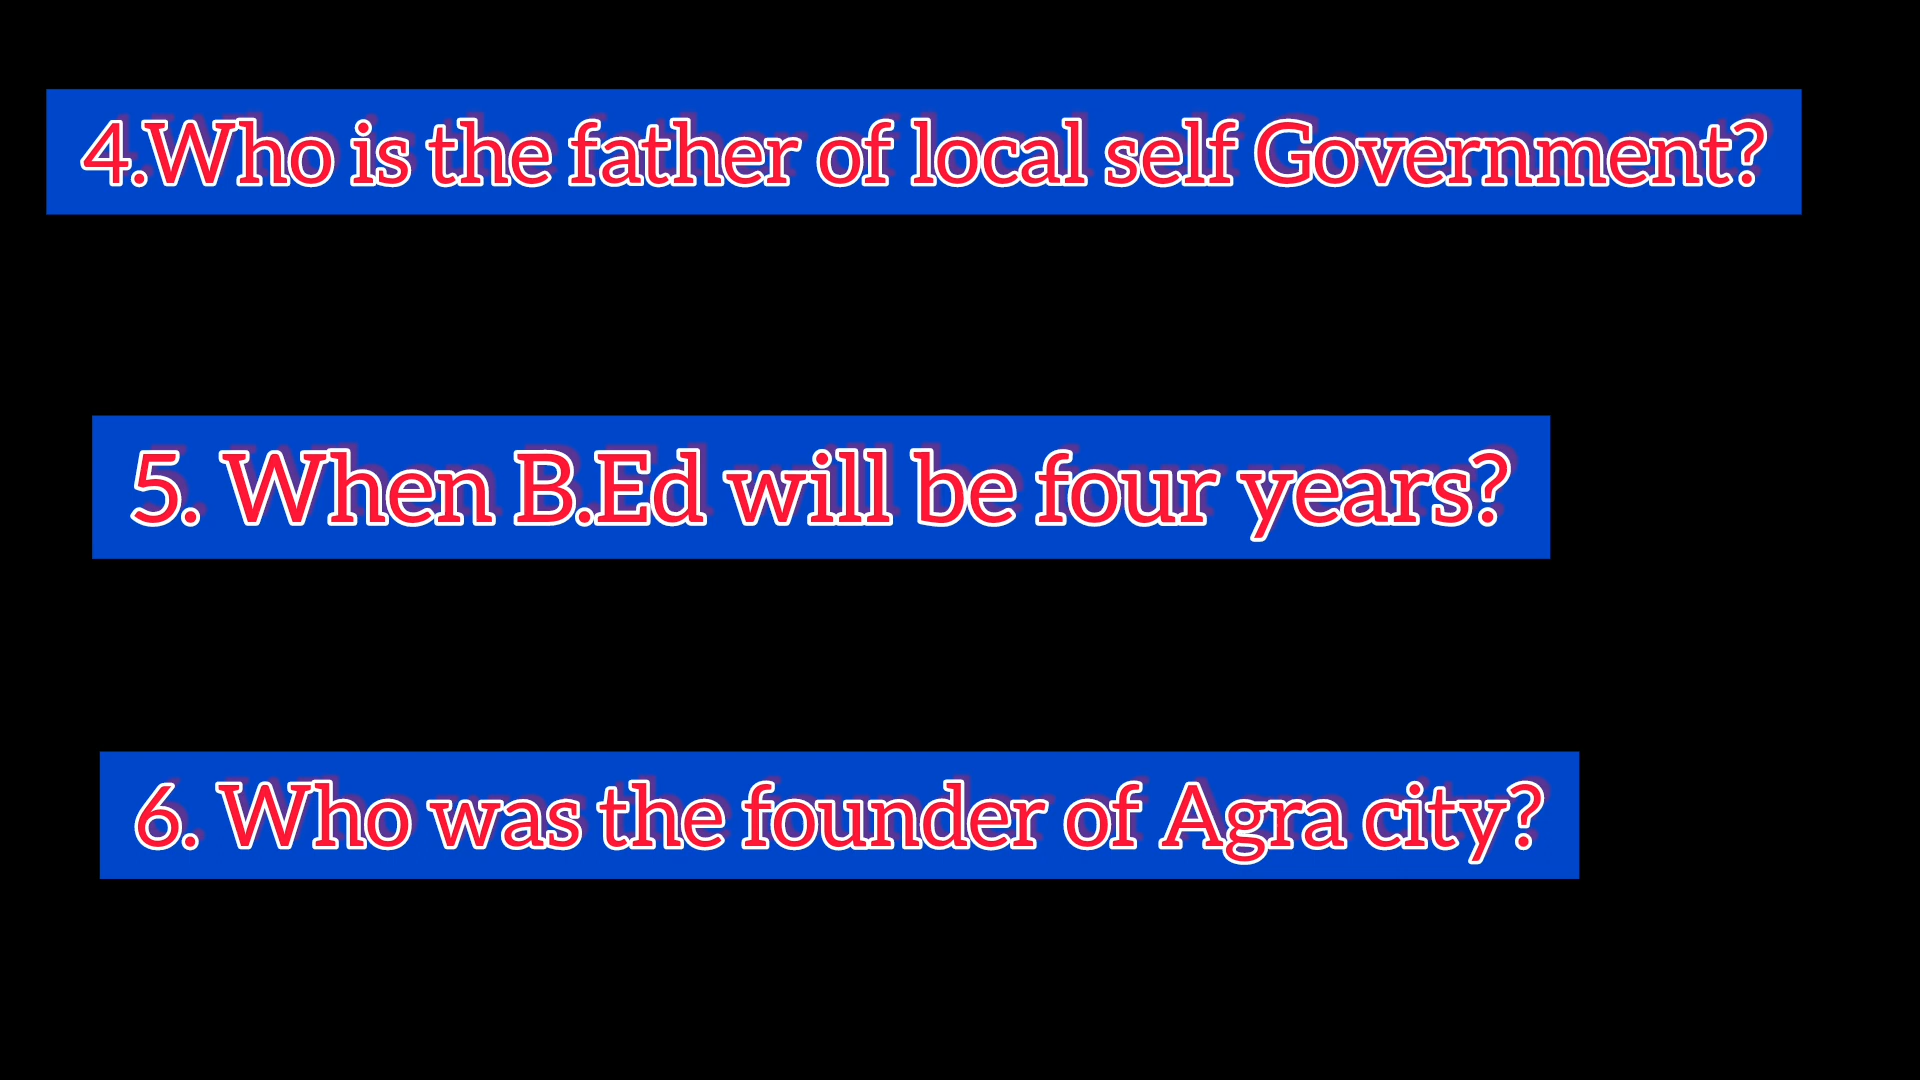 4.Who is the father of local self Government?
5. When B.Ed will be four years?
6. Who was the founder of Agra city?